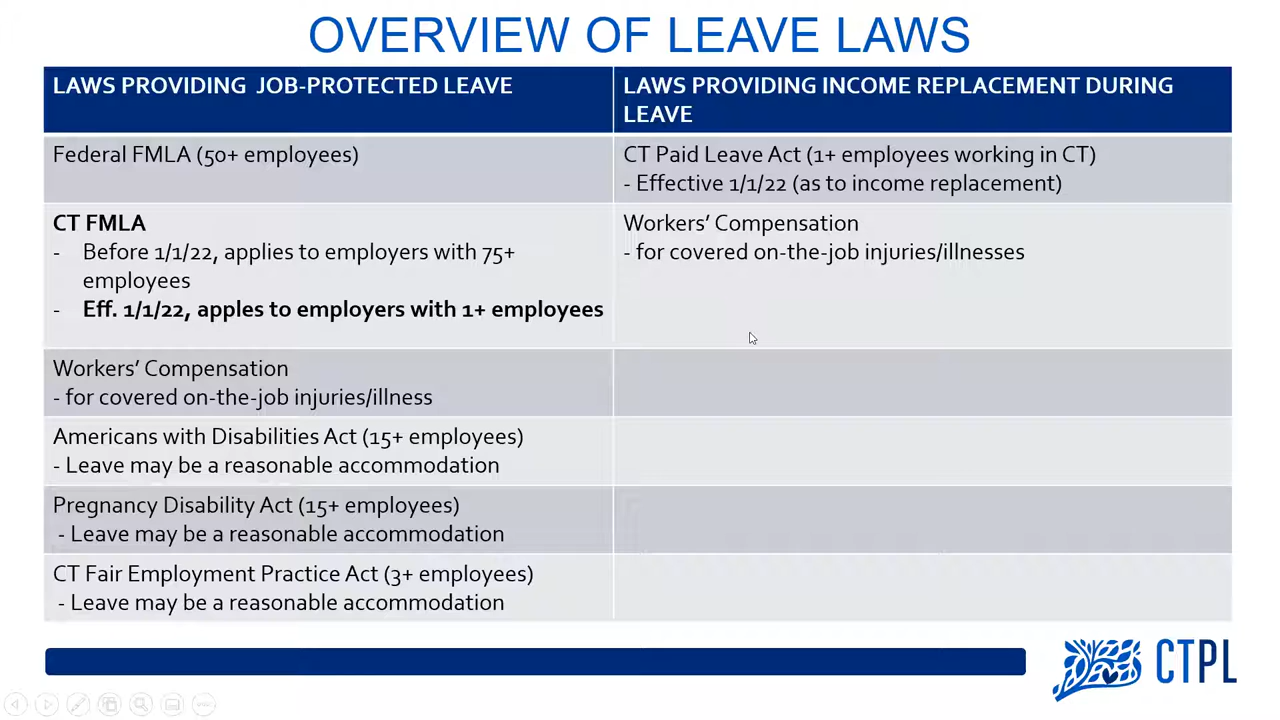 OVERVIEW OF LEAVE LAWS
LAWS PROVIDING JOB-PROTECTED LEAVE
LAWS PROVIDING INCOME REPLACEMENT DURING
LEAVE
Federal FMLA (50+ employees)
CT Paid Leave Act (1+ employees working in CT)
- Effective 1/1/22 (as to income replacement)
CT FMLA
- Before 1/1/22, applies to employers with 75+
employees
- Eff. 1/1/22, apples to employers with 1+ employees
Workers' Compensation
- for covered on-the-job injuries/illnesses
Workers' Compensation
- for covered on-the-job injuries/illness
Americans with Disabilities Act (15+ employees)
- Leave may be a reasonable accommodation
Pregnancy Disability Act (15+ employees)
- Leave may be a reasonable accommodation
CT Fair Employment Practice Act (3+ employees)
- Leave may be a reasonable accommodation
CTPL